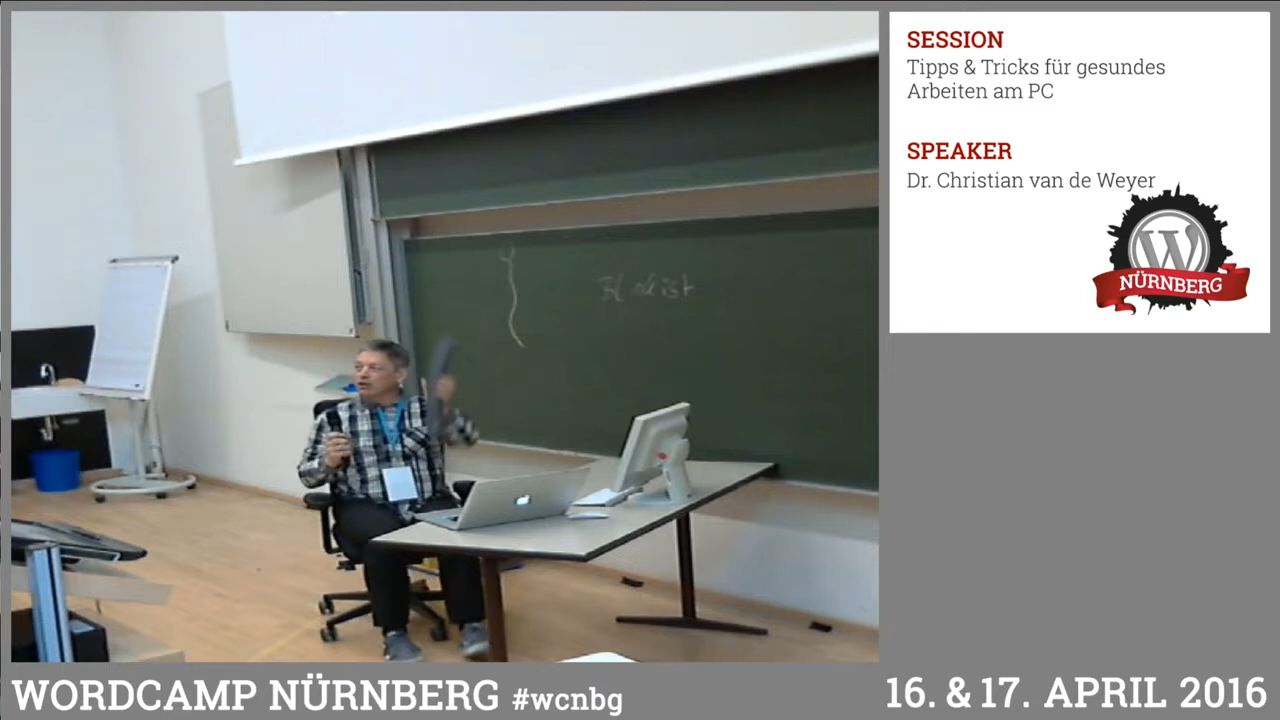 SESSION
Tipps & Tricks für gesundes
Arbeiten am PC
SPEAKER
Dr. Christian van de Weyer
NÜRNBERG
WORDCAMP NÜRNBERG #wcnbg
16. & 17. APRIL 2016